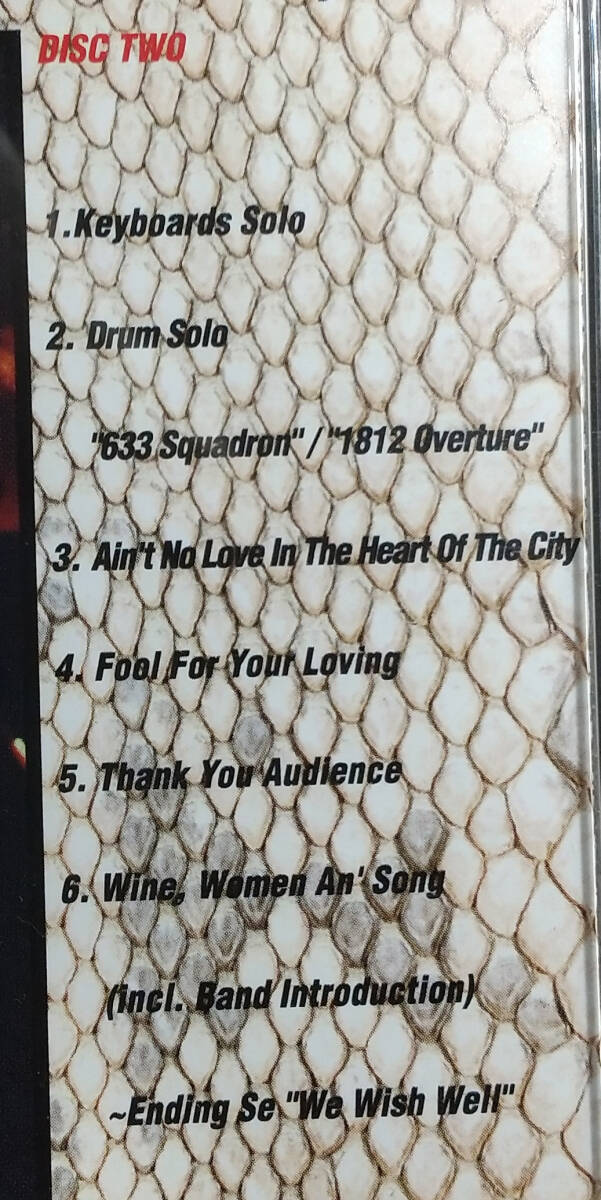 DISC TWO
1.Keyboards Solo
2. Drum Solo
"633 Squadron" / "1812 Overture"
3. Ain't No Love In The Heart Of The City
4. Fool For Your Loving
5. Thank You Audience
6. Wine, Women An' Song
(incl. Band Introduction)
~Ending Se "We Wish Well"